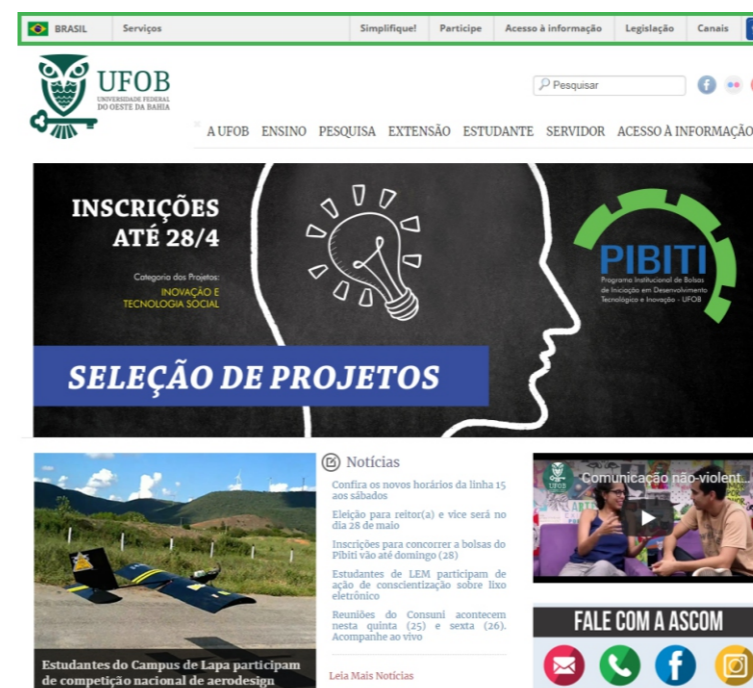 BRASIL Serviços Simplifique! Participe Acesso à informação Legislação Canais
UFOB
UNIVERSIDADE FEDERAL
DO OESTE DA BAHIA
Pesquisar
A UFOB ENSINO PESQUISA EXTENSÃO ESTUDANTE SERVIDOR ACESSO À INFORMAÇÃO
INSCRIÇÕES
ATÉ 28/4
Categoria dos Projetos:
INOVAÇÃO E
TECNOLOGIA SOCIAL
SELEÇÃO DE PROJETOS
PIBITI
Programa Institucional de Bolsas
de Iniciação em Desenvolvimento
Tecnológico e Inovação - UFOB
Estudantes do Campus de Lapa participam
de competição nacional de aerodesign
Notícias
Confira os novos horários da linha 15
aos sábados
Eleição para reitor(a) e vice será no
dia 28 de maio
Inscrições para concorrer a bolsas do
Pibiti vão até domingo (28)
Estudantes de LEM participam de
ação de conscientização sobre lixo
eletrônico
Reuniões do Consuni acontecem
nesta quinta (25) e sexta (26).
Acompanhe ao vivo
Leia Mais Notícias
UFOB
Comunicação não-violent...
FALE COM A ASCOM